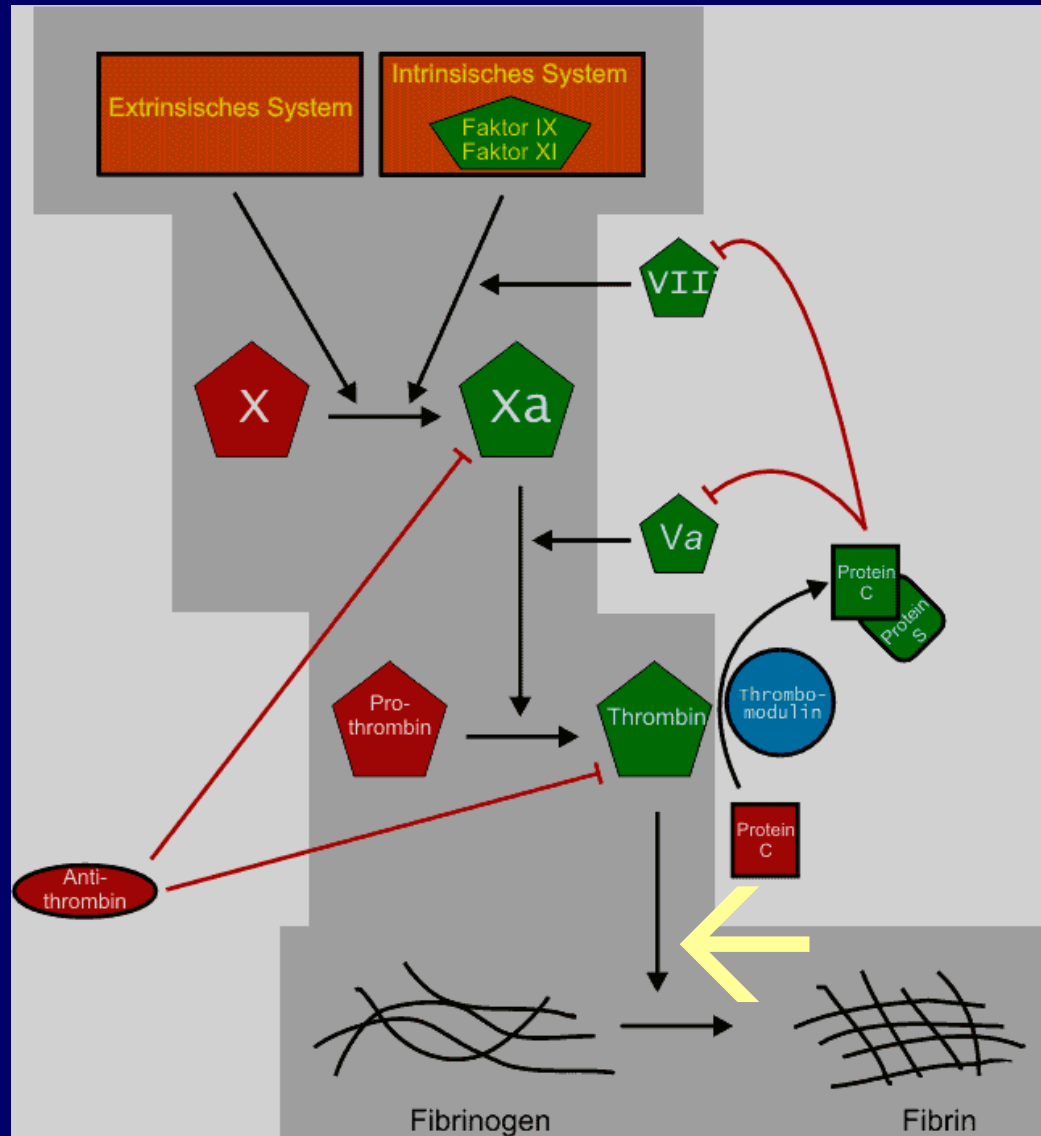 Extrinsisches System
Intrinsisches System
Faktor IX
Faktor XI
VII
X
Xa
Va
Protein
C
Protein
S
Pro-
thrombin
Thrombin
Thrombo-
modulin
Protein
C
Anti-
thrombin
Fibrinogen
Fibrin